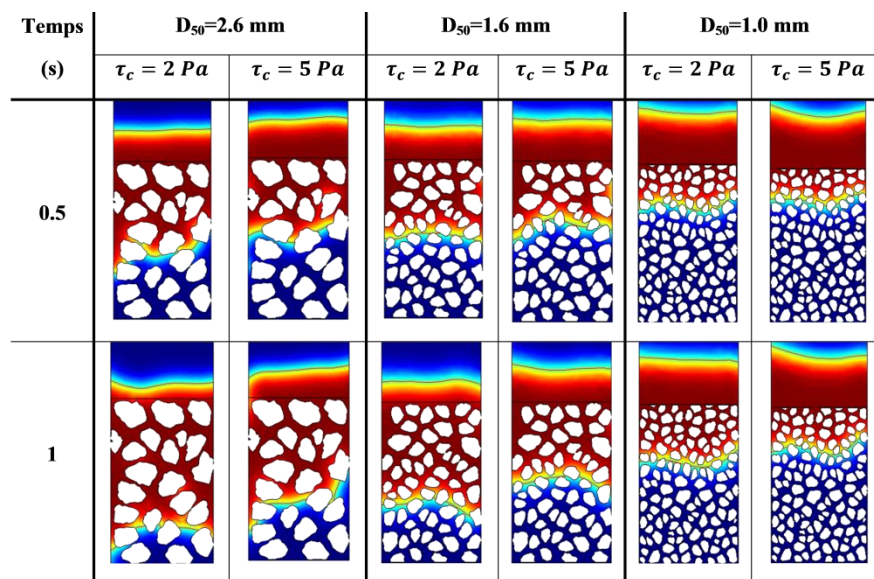 Temps (s) D₅₀=2.6 mm D₅₀=1.6 mm D₅₀=1.0 mm
τc = 2 Pa τc = 5 Pa τc = 2 Pa τc = 5 Pa τc = 2 Pa τc = 5 Pa
0.5
1